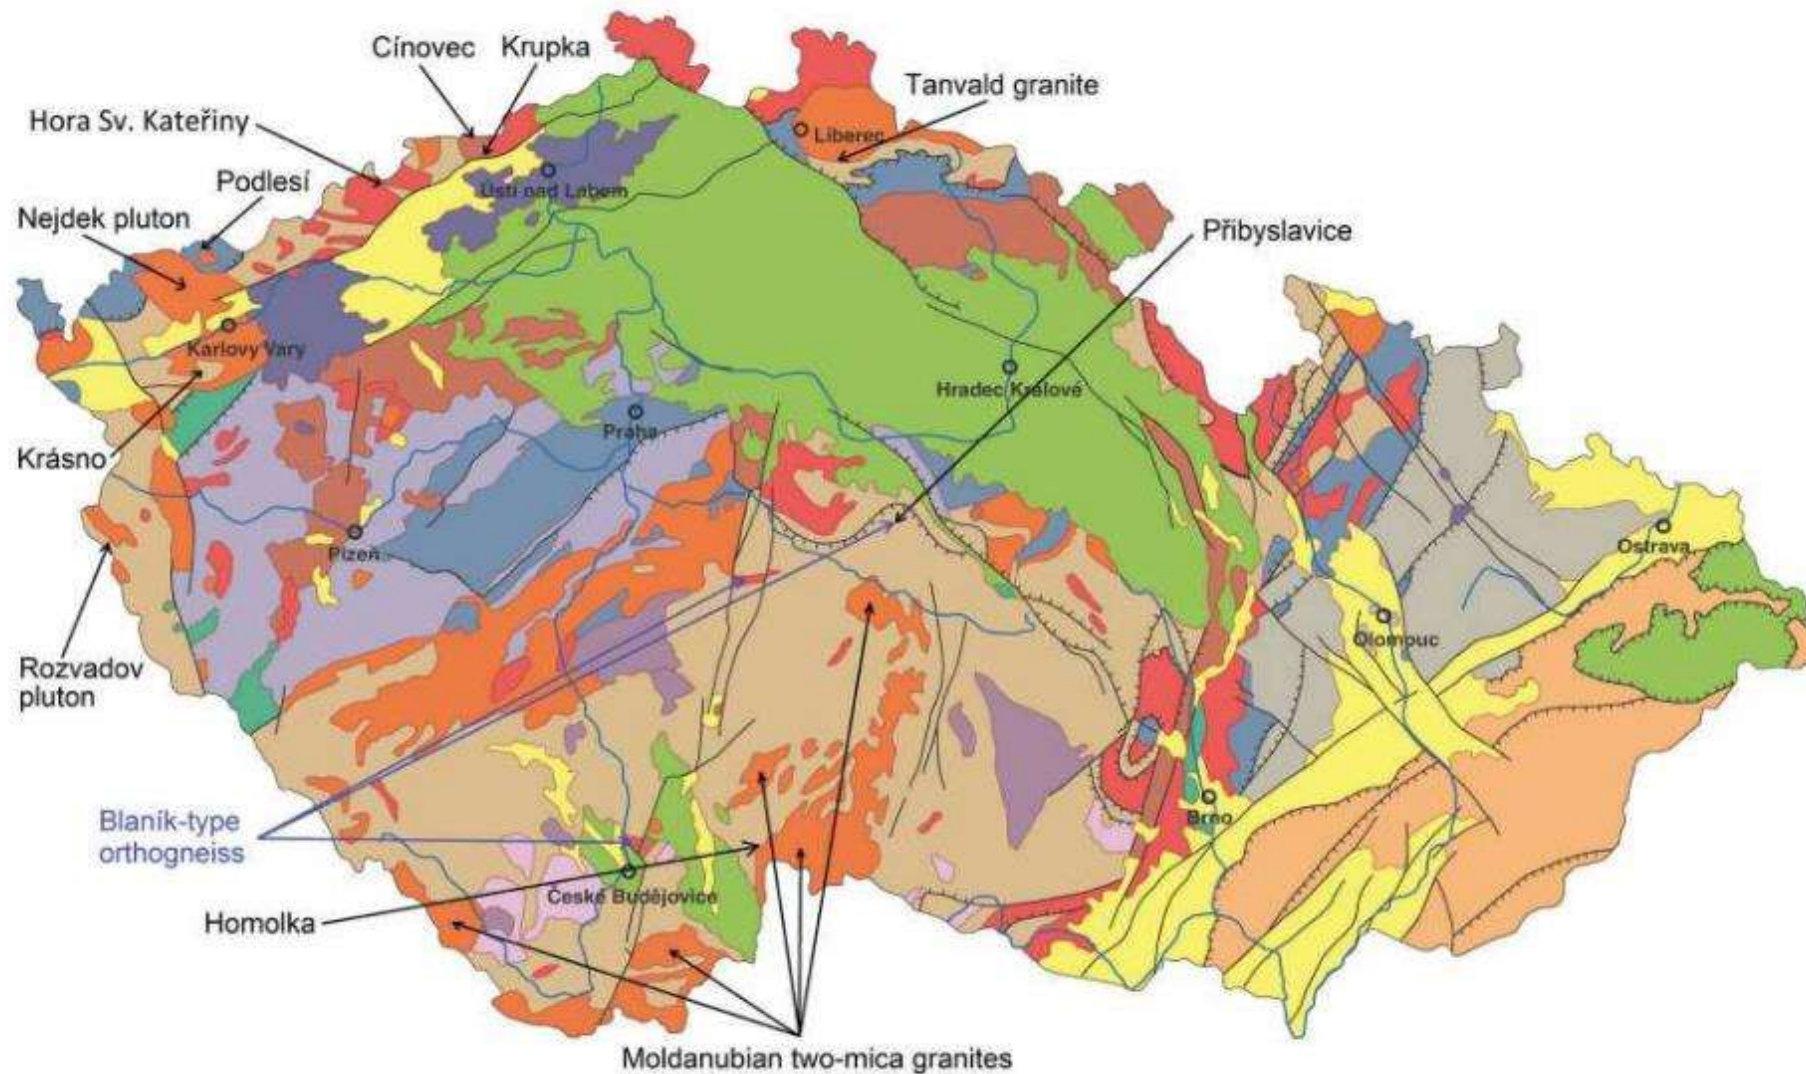 Cínovec
Krupka
Tanvald granite
Hora Sv. Kateřiny
Liberec
Podlesí
Ústí nad Labem
Nejdek pluton
Přibyslavice
Karlovy Vary
Hradec Králové
Praha
Krásno
Plzeň
Ostrava
Olomouc
Rozvadov
pluton
Brno
Blaník-type
orthogneiss
České Budějovice
Homolka
Moldanubian two-mica granites